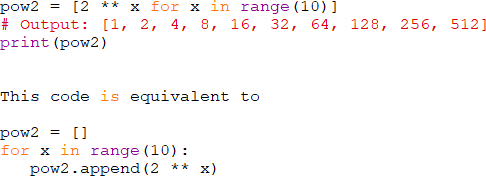 pow2 = [2 ** x for x in range(10)]
# Output: [1, 2, 4, 8, 16, 32, 64, 128, 256, 512]
print(pow2)
This code is equivalent to
pow2 = []
for x in range(10):
   pow2.append(2 ** x)